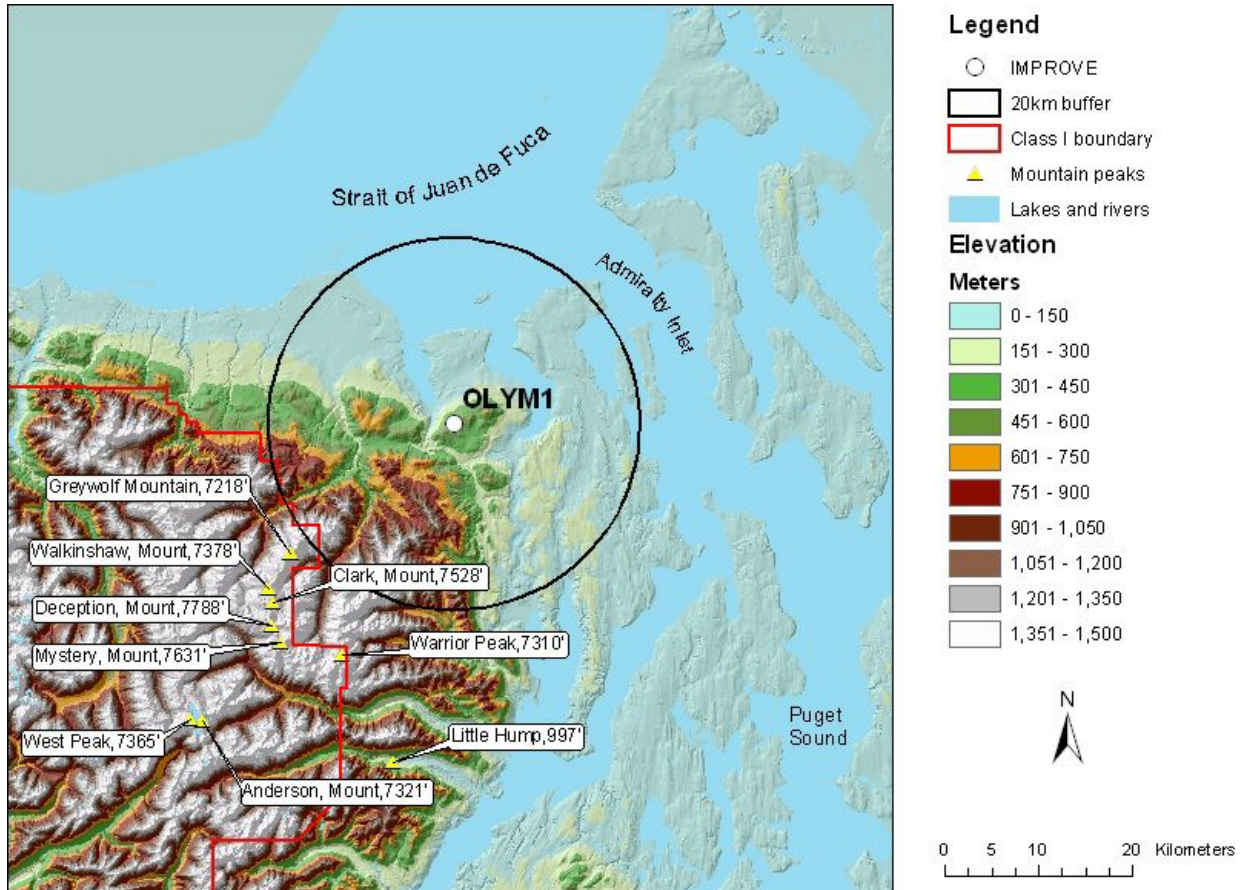 Strait of Juan de Fuca
Admiralty Inlet
OLYM1
Greywolf Mountain,7218'
Walkinshaw, Mount,7378'
Clark, Mount,7528'
Deception, Mount,7788'
Mystery, Mount,7631'
Warrior Peak,7310'
West Peak,7365'
Little Hump,997'
Anderson, Mount,7321'
Puget
Sound
Legend
IMPROVE
20km buffer
Class I boundary
Mountain peaks
Lakes and rivers
Elevation
Meters
0 - 150
151 - 300
301 - 450
451 - 600
601 - 750
751 - 900
901 - 1,050
1,051 - 1,200
1,201 - 1,350
1,351 - 1,500
N
0 5 10 20 Kilometers